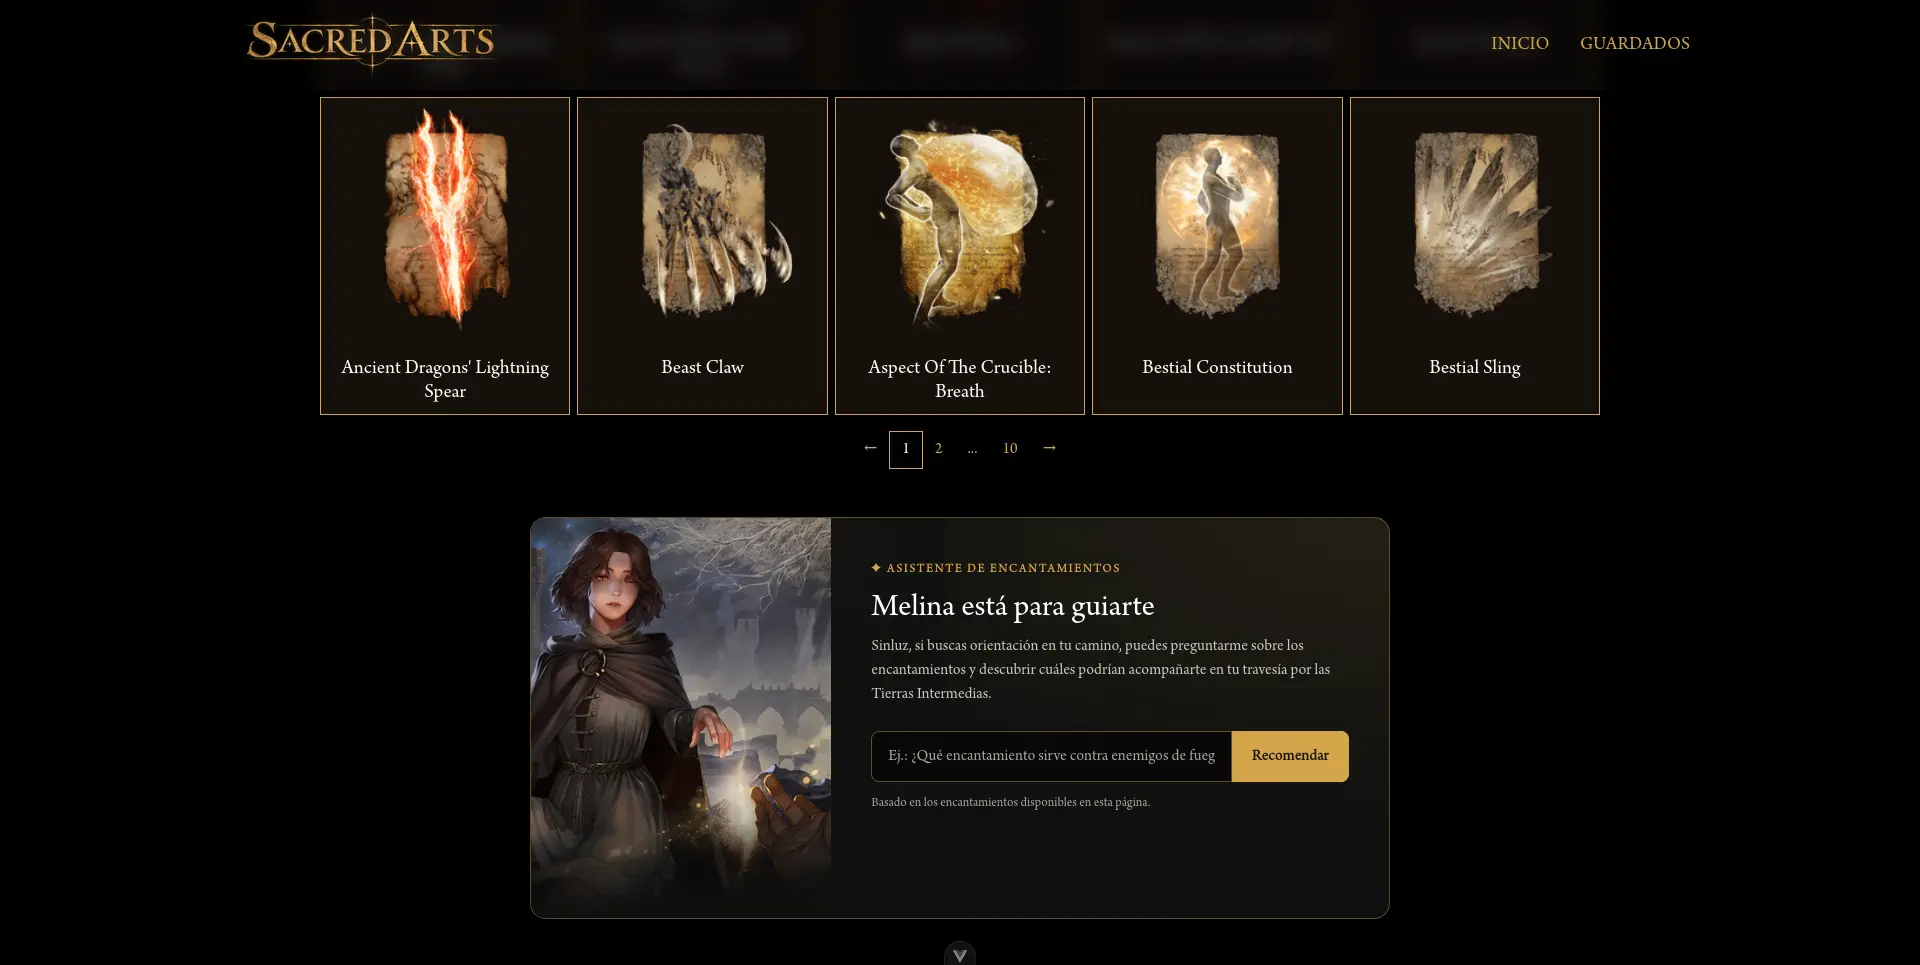 SACRED ARTS
INICIO GUARDADOS
Ancient Dragons' Lightning
Spear
Beast Claw
Aspect Of The Crucible:
Breath
Bestial Constitution
Bestial Sling
← 1 2 ... 10 →
✦ ASISTENTE DE ENCANTAMIENTOS
Melina está para guiarte
Sinluz, si buscas orientación en tu camino, puedes preguntarme sobre los
encantamientos y descubrir cuáles podrían acompañarte en tu travesía por las
Tierras Intermedias.
Ej.: ¿Qué encantamiento sirve contra enemigos de fueg
Recomendar
Basado en los encantamientos disponibles en esta página.